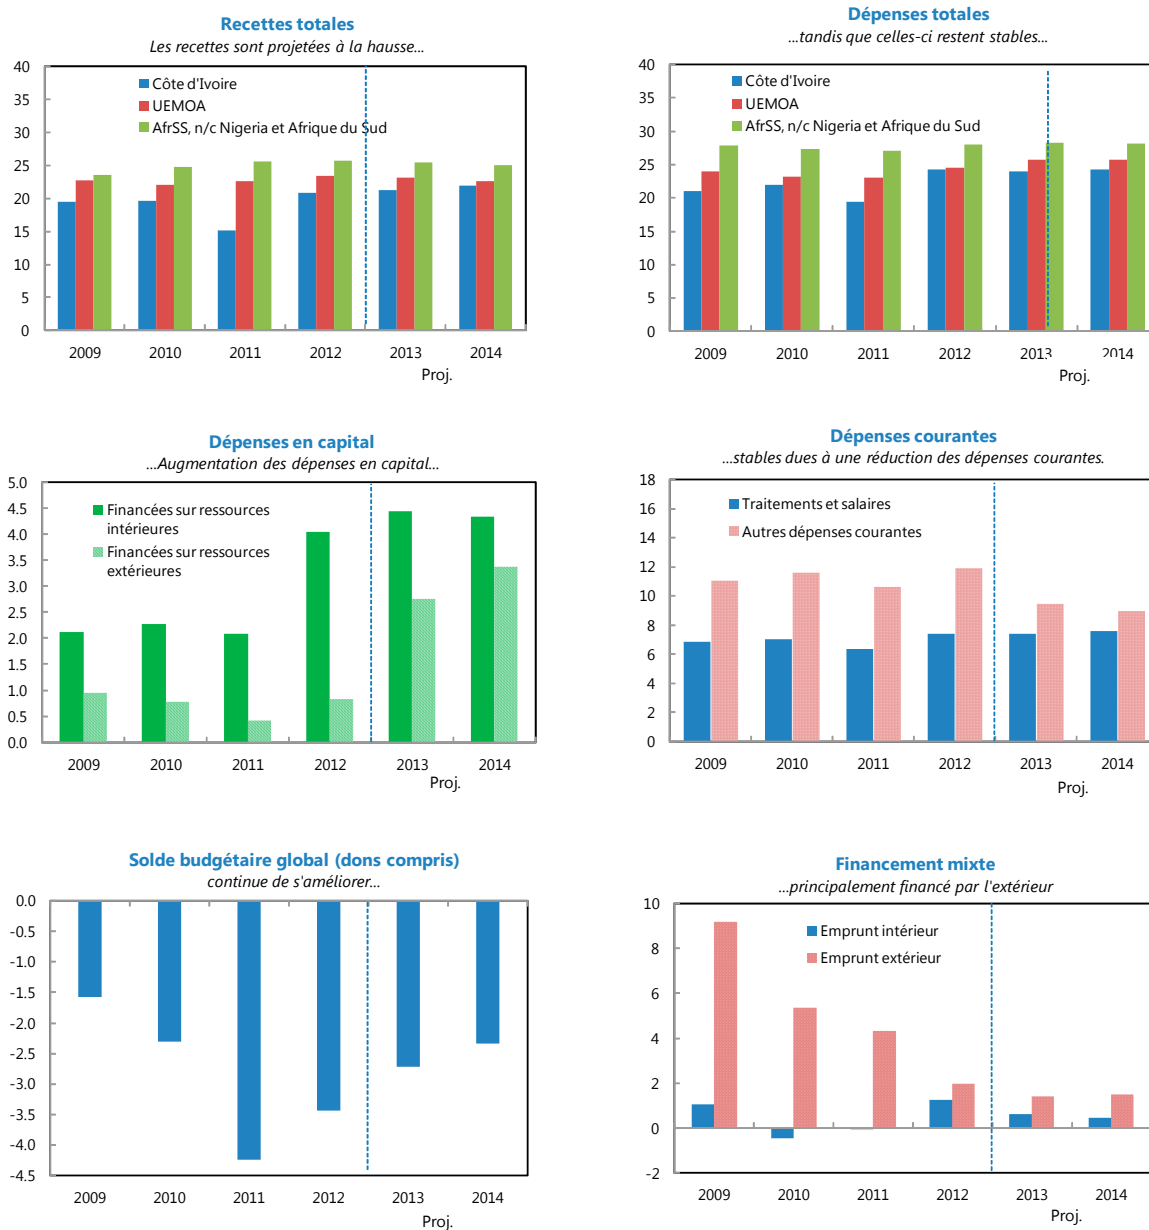 Recettes totales
Les recettes sont projetées à la hausse...
40
35
30
25
20
15
10
5
0
Côte d'Ivoire
UEMOA
AfrSS, n/c Nigeria et Afrique du Sud
2009 2010 2011 2012 2013 2014
Proj.
Dépenses totales
...tandis que celles-ci restent stables...
40
35
30
25
20
15
10
5
0
Côte d'Ivoire
UEMOA
AfrSS, n/c Nigeria et Afrique du Sud
2009 2010 2011 2012 2013 2014
Proj.
Dépenses en capital
...Augmentation des dépenses en capital...
5.0
4.5
4.0
3.5
3.0
2.5
2.0
1.5
1.0
0.5
0.0
Financées sur ressources
intérieures
Financées sur ressources
extérieures
2009 2010 2011 2012 2013 2014
Proj.
Dépenses courantes
...stables dues à une réduction des dépenses courantes.
18
16
14
12
10
8
6
4
2
0
Traitements et salaires
Autres dépenses courantes
2009 2010 2011 2012 2013 2014
Proj.
Solde budgétaire global (dons compris)
continue de s'améliorer...
0.0
-0.5
-1.0
-1.5
-2.0
-2.5
-3.0
-3.5
-4.0
-4.5
2009 2010 2011 2012 2013 2014
Proj.
Financement mixte
...principalement financé par l'extérieur
10
8
6
4
2
0
-2
Emprunt intérieur
Emprunt extérieur
2009 2010 2011 2012 2013 2014
Proj.